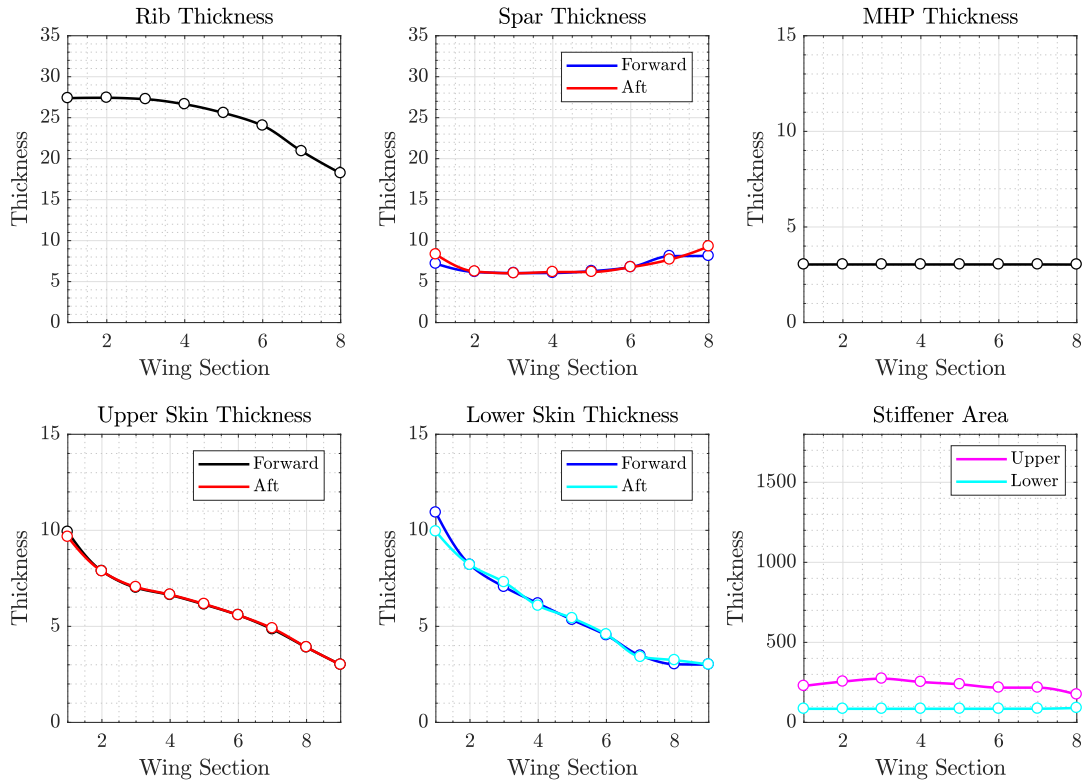 Rib Thickness
35
30
25
20
15
10
5
0
Thickness
2 4 6 8
Wing Section
Spar Thickness
35
30
25
20
15
10
5
0
Thickness
Forward
Aft
2 4 6 8
Wing Section
MHP Thickness
15
10
5
0
Thickness
2 4 6 8
Wing Section
Upper Skin Thickness
15
10
5
0
Thickness
Forward
Aft
2 4 6 8
Wing Section
Lower Skin Thickness
15
10
5
0
Thickness
Forward
Aft
2 4 6 8
Wing Section
Stiffener Area
1500
1000
500
0
Thickness
Upper
Lower
2 4 6 8
Wing Section